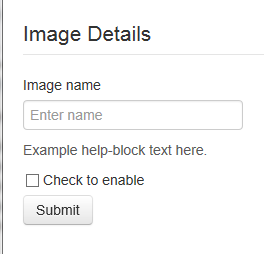 Image Details
Image name
Enter name
Example help-block text here.
Check to enable
Submit